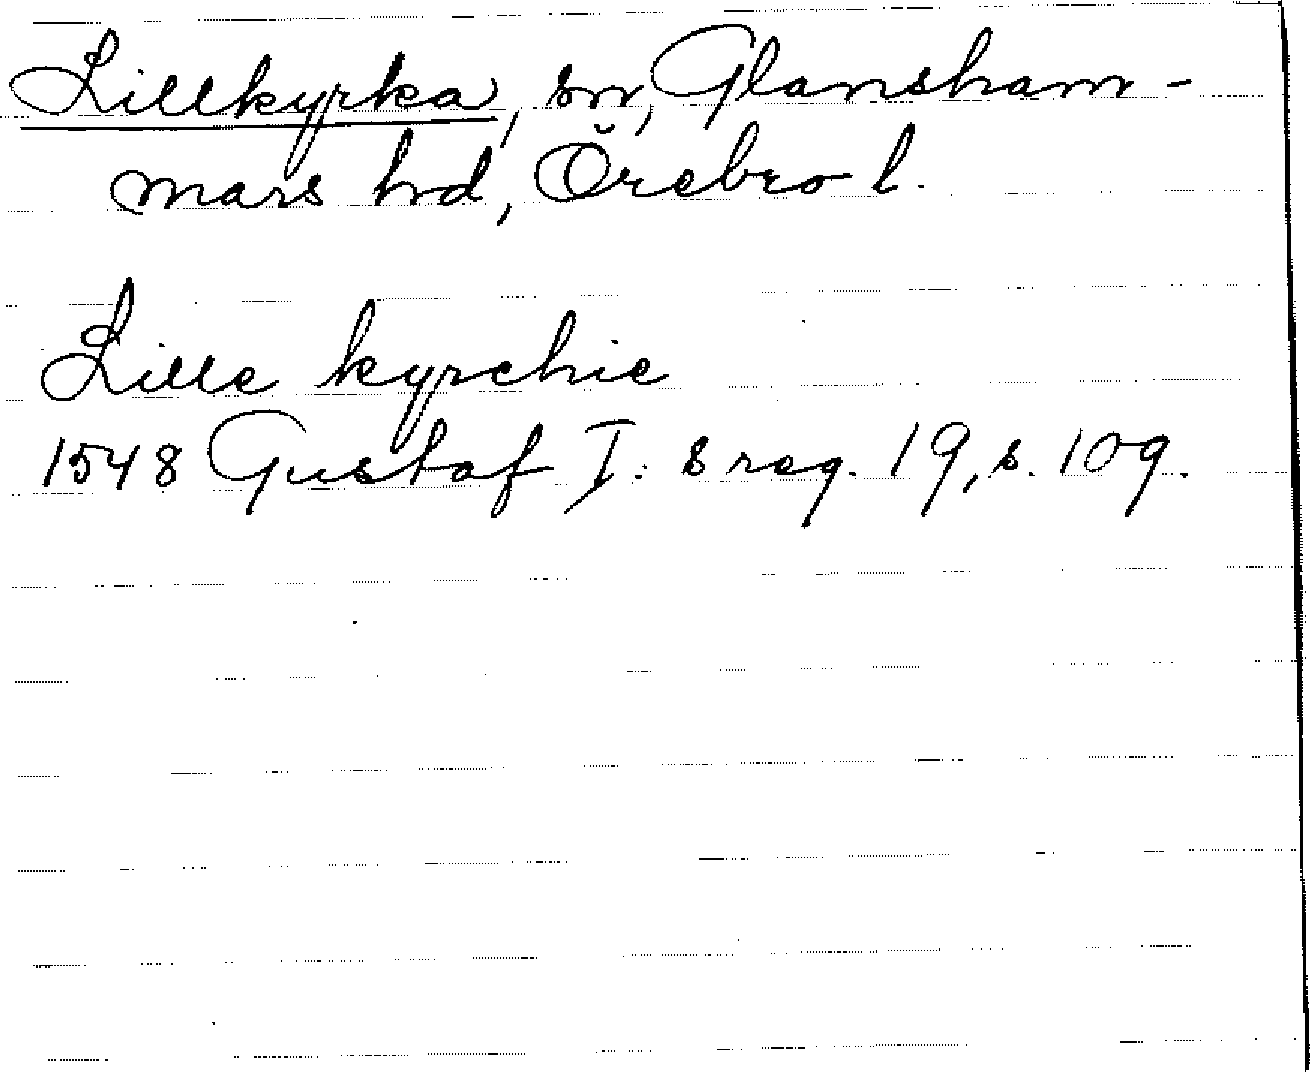 Lillkyrka, sn, Glansham-
mars hd, Örebro l.
Lille kyrchie
1548 Gustaf I:s reg. 19, s. 109.